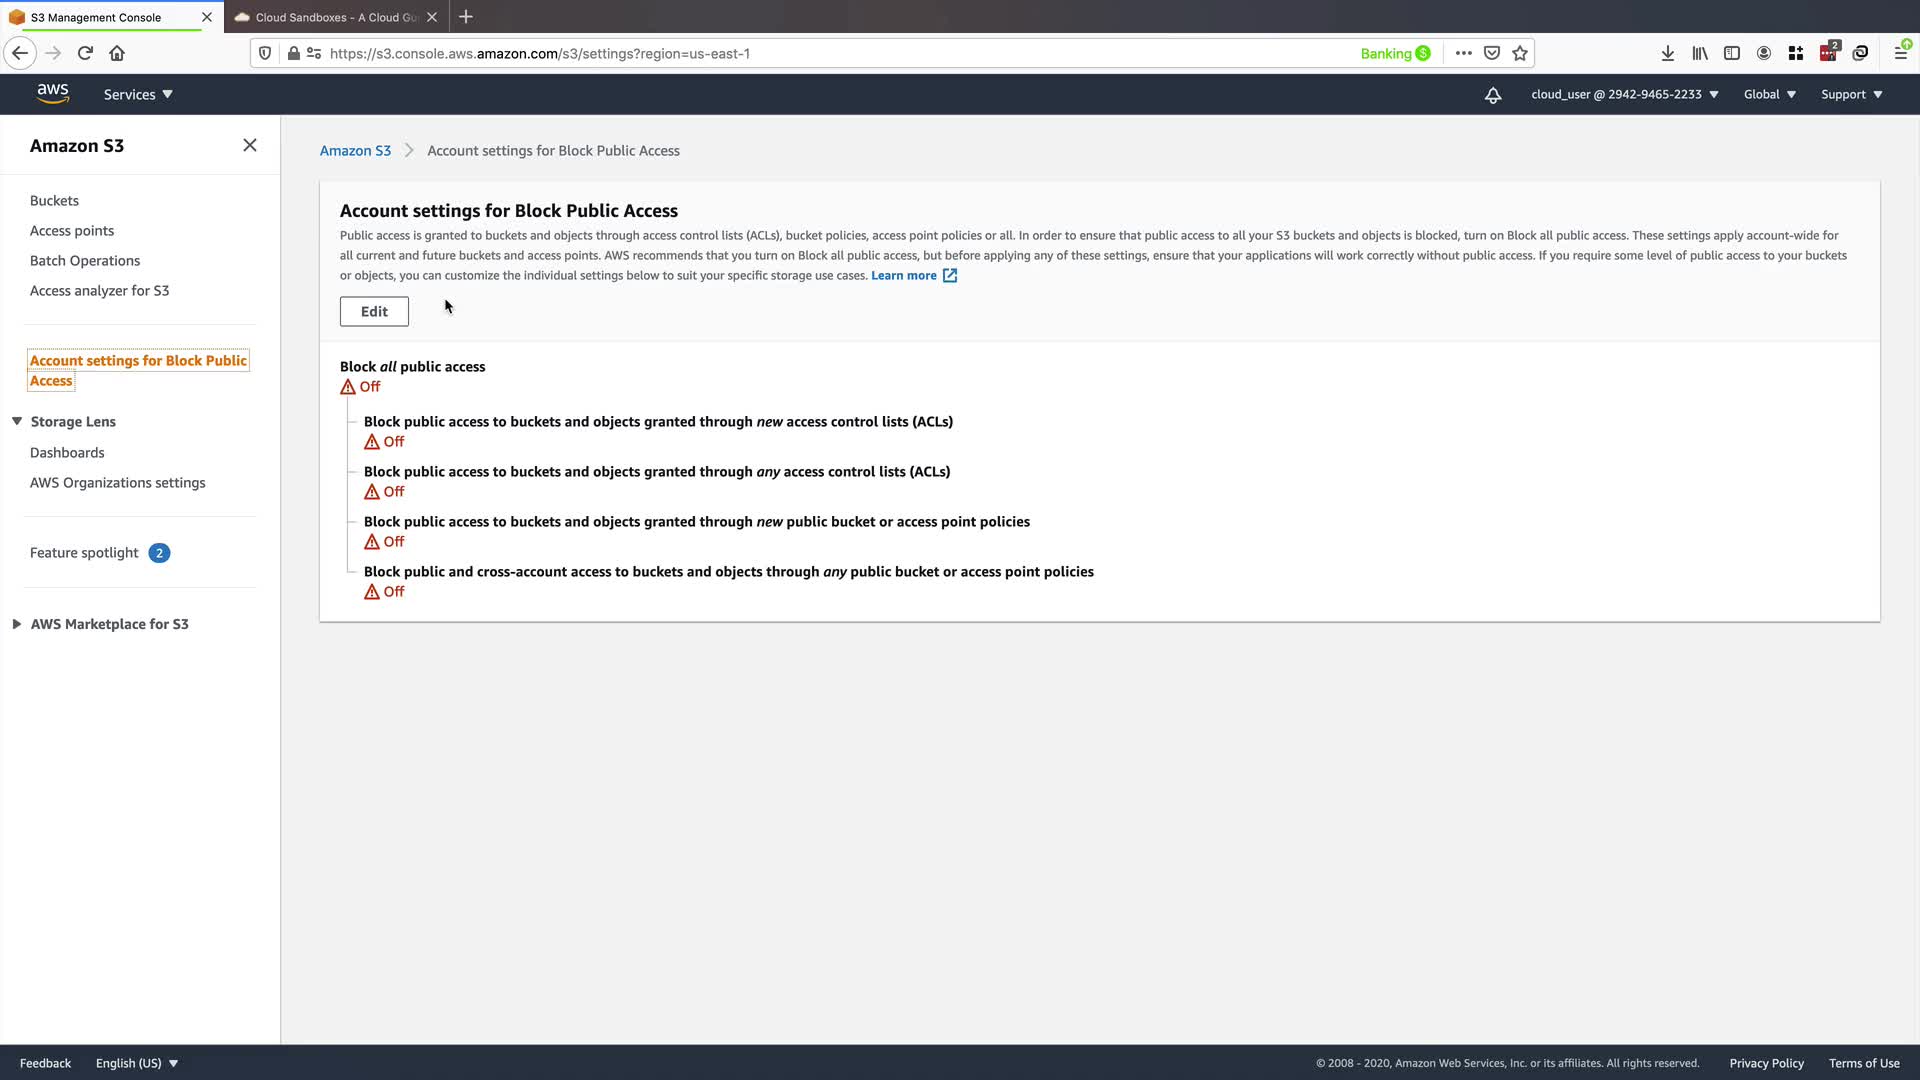 S3 Management Console
Cloud Sandboxes - A Cloud Gu
https://s3.console.aws.amazon.com/s3/settings?region=us-east-1
Banking
2
aws
Services
cloud_user @ 2942-9465-2233
Global
Support
Amazon S3
Buckets
Access points
Batch Operations
Access analyzer for S3
Account settings for Block Public
Access
Storage Lens
Dashboards
AWS Organizations settings
Feature spotlight 2
AWS Marketplace for S3
Amazon S3 > Account settings for Block Public Access
Account settings for Block Public Access
Public access is granted to buckets and objects through access control lists (ACLs), bucket policies, access point policies or all. In order to ensure that public access to all your S3 buckets and objects is blocked, turn on Block all public access. These settings apply account-wide for
all current and future buckets and access points. AWS recommends that you turn on Block all public access, but before applying any of these settings, ensure that your applications will work correctly without public access. If you require some level of public access to your buckets
or objects, you can customize the individual settings below to suit your specific storage use cases. Learn more
Edit
Block all public access
Off
Block public access to buckets and objects granted through new access control lists (ACLs)
Off
Block public access to buckets and objects granted through any access control lists (ACLs)
Off
Block public access to buckets and objects granted through new public bucket or access point policies
Off
Block public and cross-account access to buckets and objects through any public bucket or access point policies
Off
Feedback
English (US)
© 2008 - 2020, Amazon Web Services, Inc. or its affiliates. All rights reserved.
Privacy Policy
Terms of Use